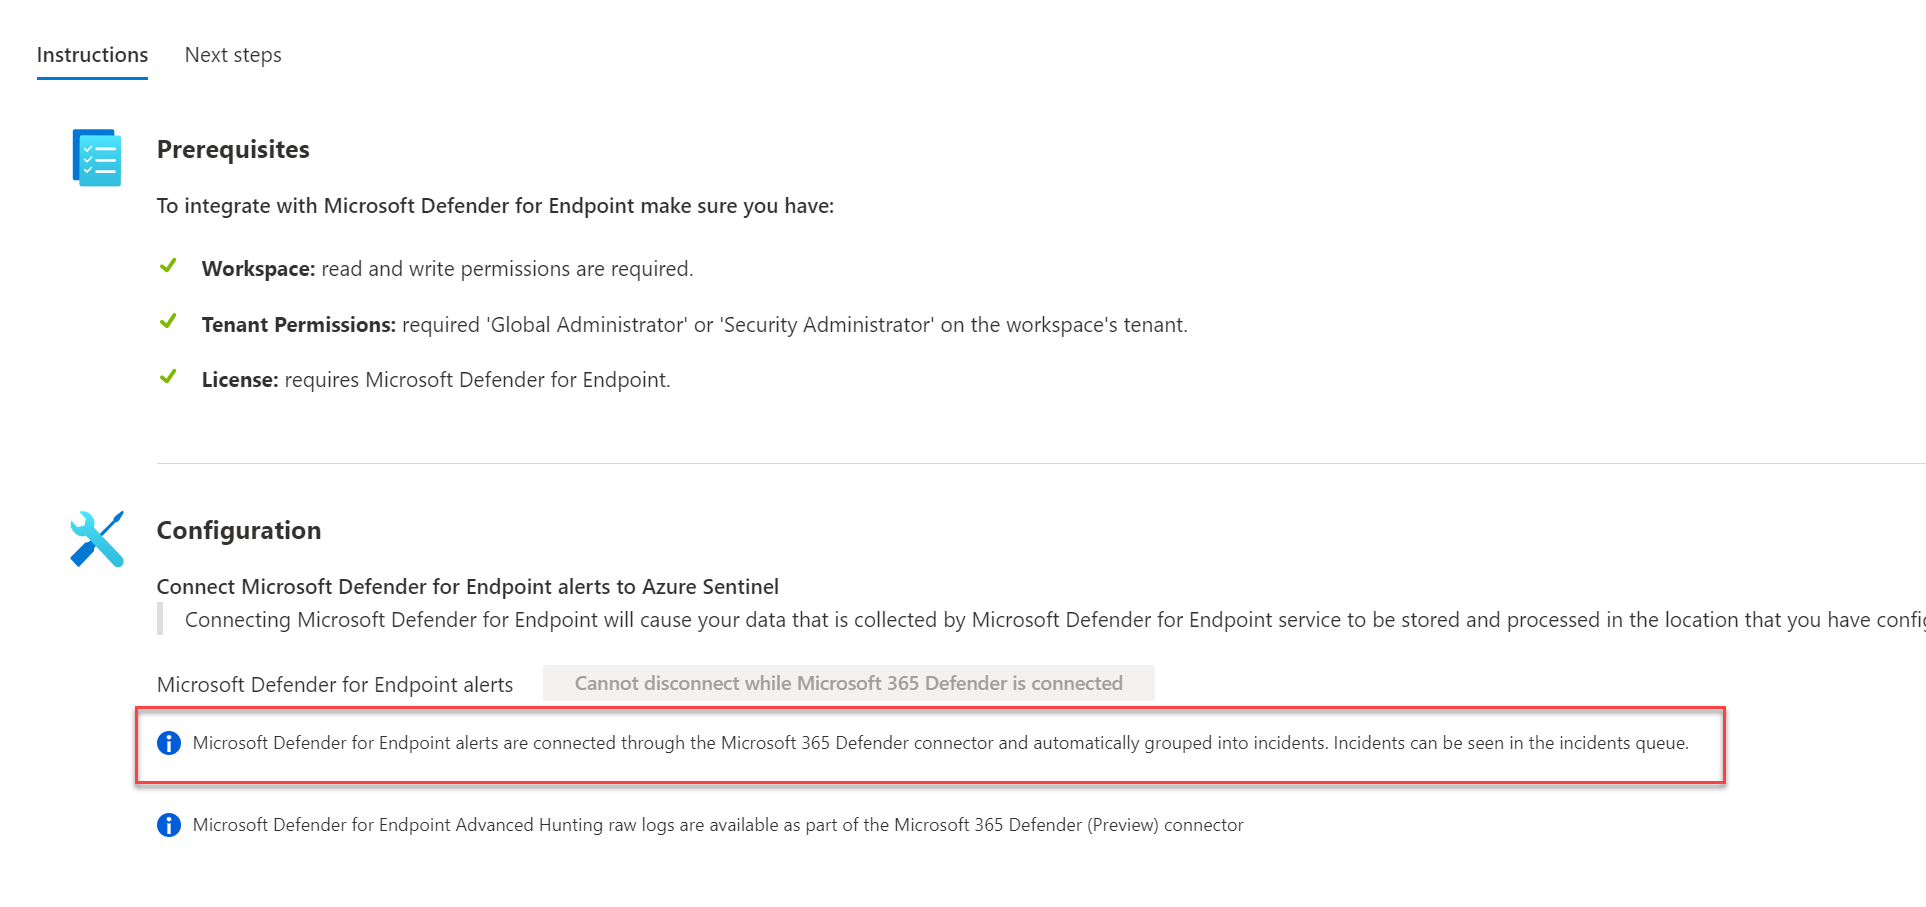 Instructions Next steps
Prerequisites
To integrate with Microsoft Defender for Endpoint make sure you have:
Workspace: read and write permissions are required.
Tenant Permissions: required 'Global Administrator' or 'Security Administrator' on the workspace's tenant.
License: requires Microsoft Defender for Endpoint.
Configuration
Connect Microsoft Defender for Endpoint alerts to Azure Sentinel
Connecting Microsoft Defender for Endpoint will cause your data that is collected by Microsoft Defender for Endpoint service to be stored and processed in the location that you have
Microsoft Defender for Endpoint alerts Cannot disconnect while Microsoft 365 Defender is connected
Microsoft Defender for Endpoint alerts are connected through the Microsoft 365 Defender connector and automatically grouped into incidents. Incidents can be seen in the incidents queue.
Microsoft Defender for Endpoint Advanced Hunting raw logs are available as part of the Microsoft 365 Defender (Preview) connector